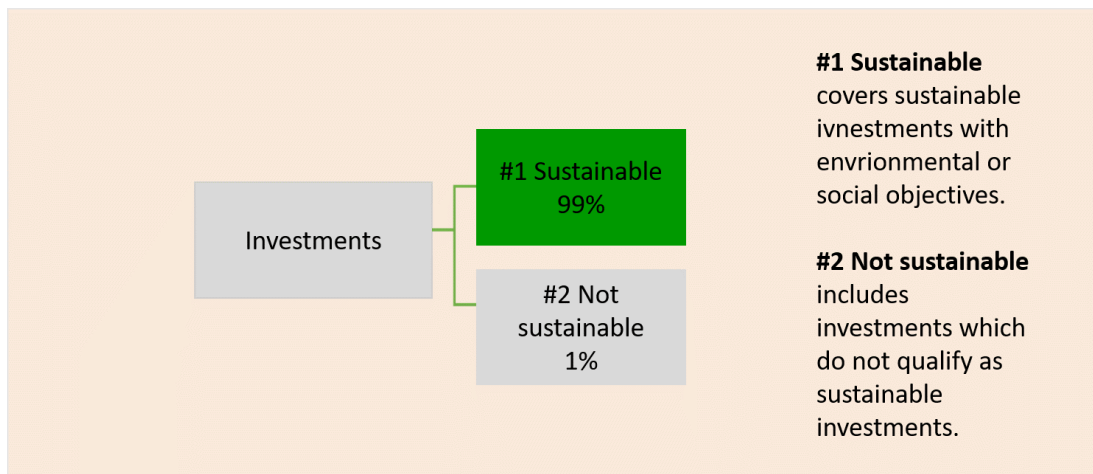 Investments
#1 Sustainable
99%
#2 Not
sustainable
1%
#1 Sustainable
covers sustainable
ivnestments with
envrionmental or
social objectives.
#2 Not sustainable
includes
investments which
do not qualify as
sustainable
investments.